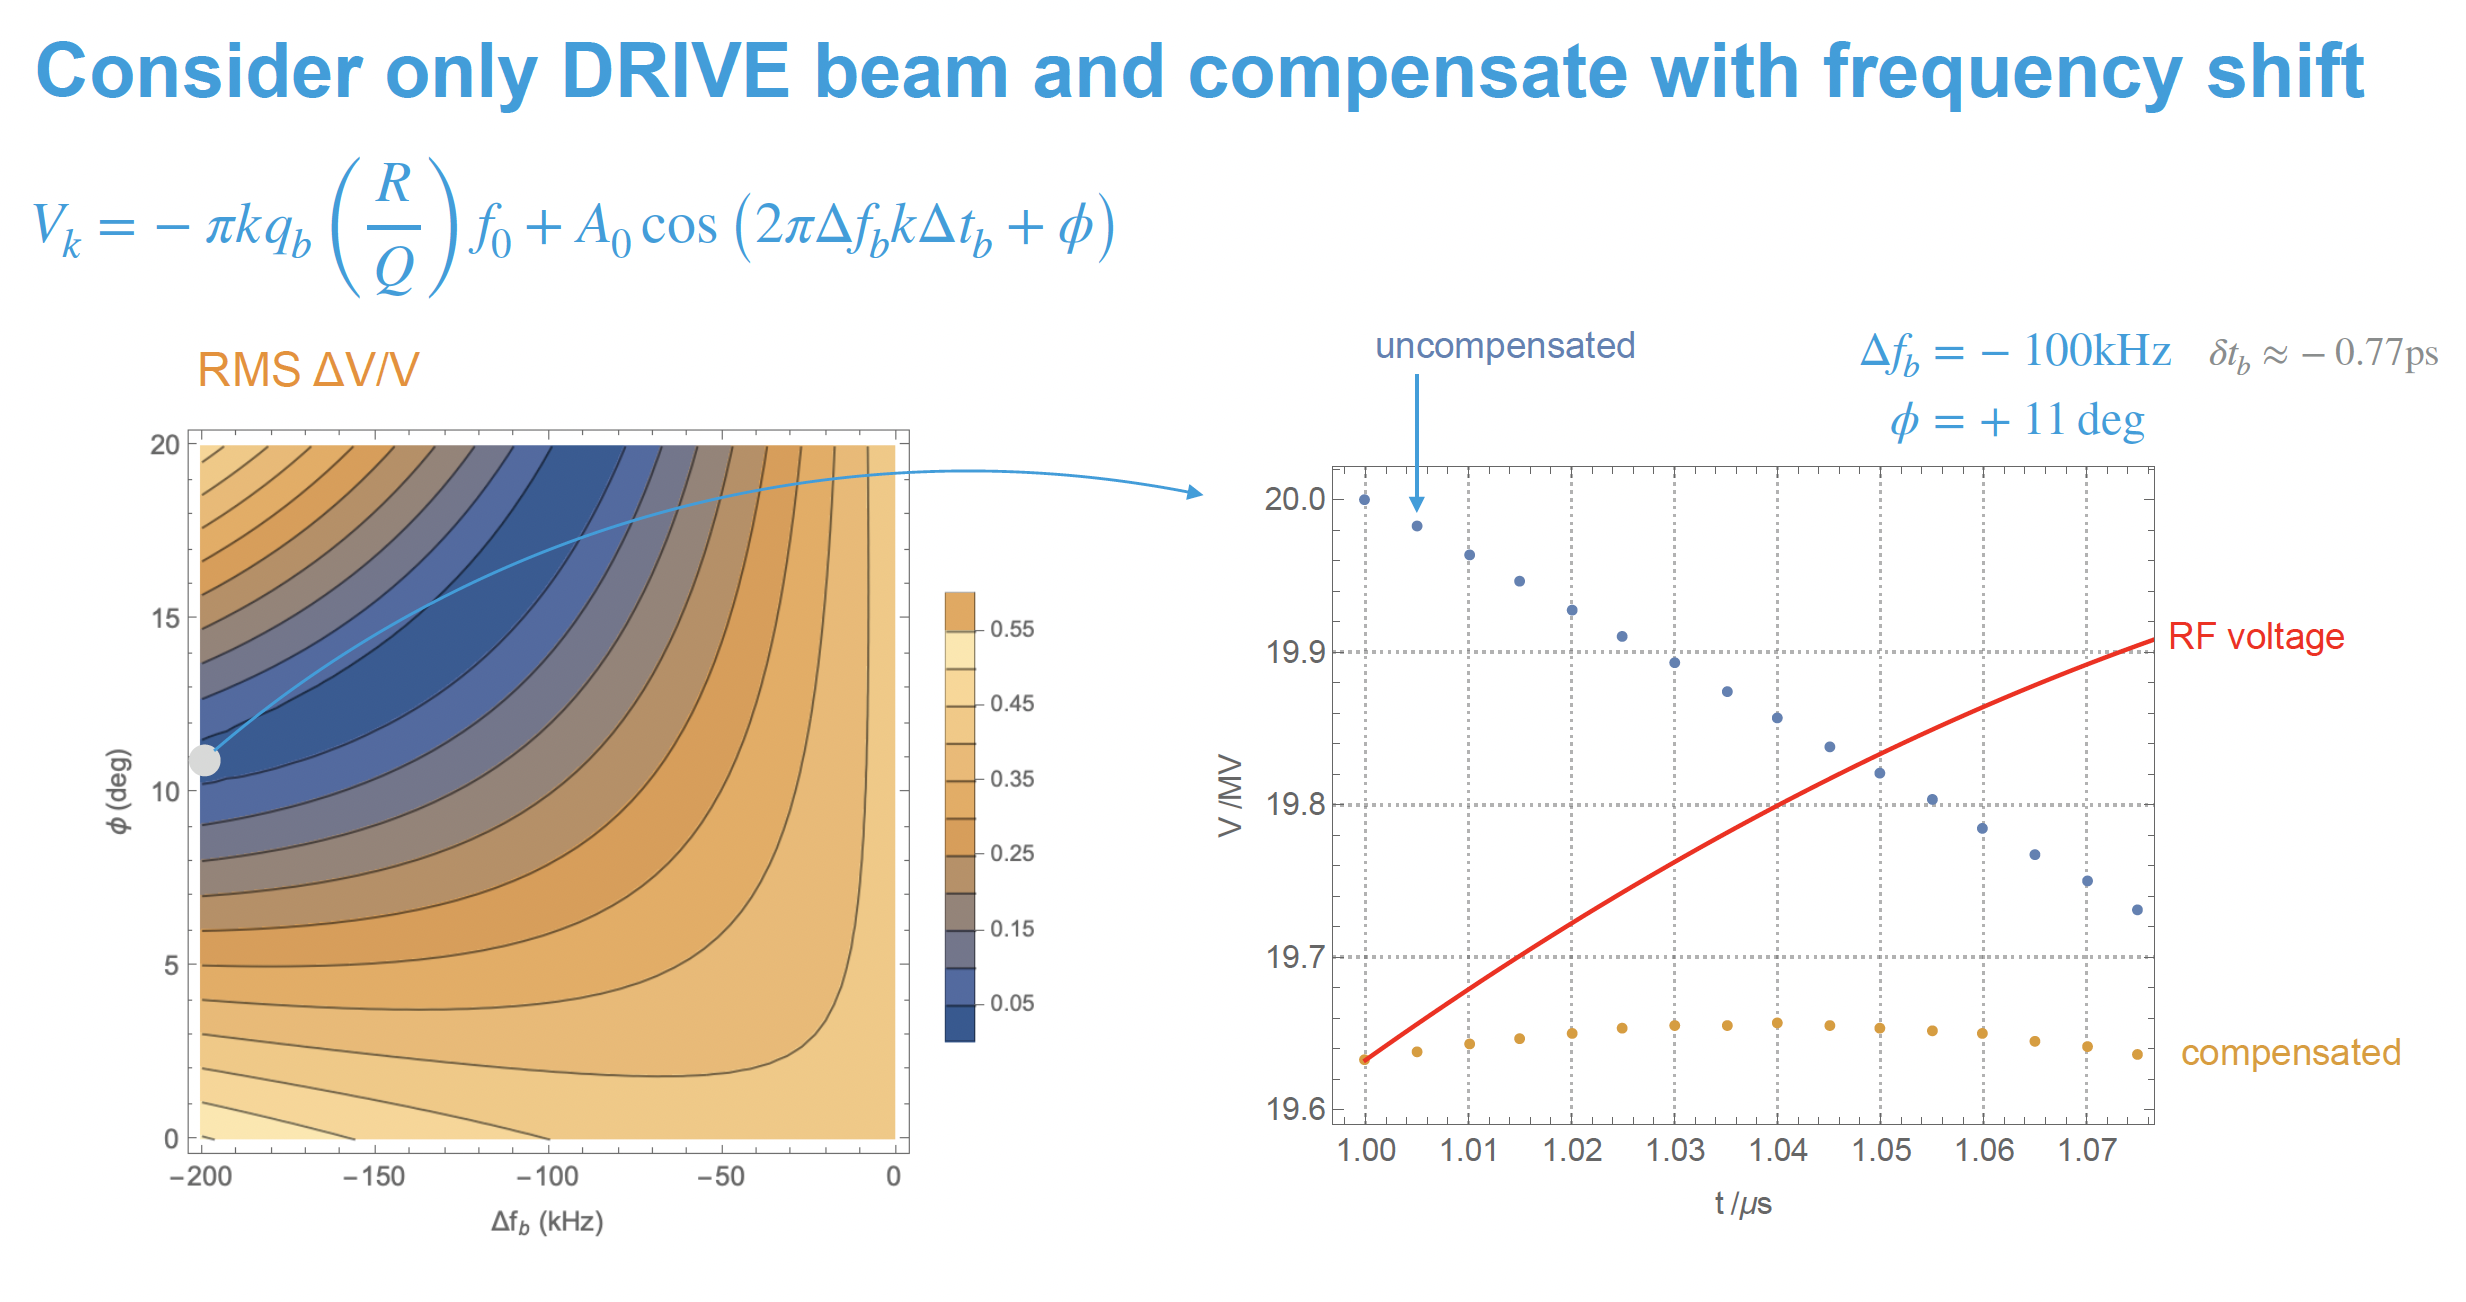 Consider only DRIVE beam and compensate with frequency shift
V_k = − πkq_b (R/Q) f_0 + A_0 cos (2πΔf_b kΔt_b + ϕ)
RMS ΔV/V
20
15
10
5
0
ϕ (deg)
−200 −150 −100 −50 0
Δf_b (kHz)
0.55
0.45
0.35
0.25
0.15
0.05
uncompensated
Δf_b = − 100kHz δt_b ≈ − 0.77ps
ϕ = + 11 deg
20.0
19.9
19.8
19.7
19.6
V /MV
RF voltage
compensated
1.00 1.01 1.02 1.03 1.04 1.05 1.06 1.07
t /μs